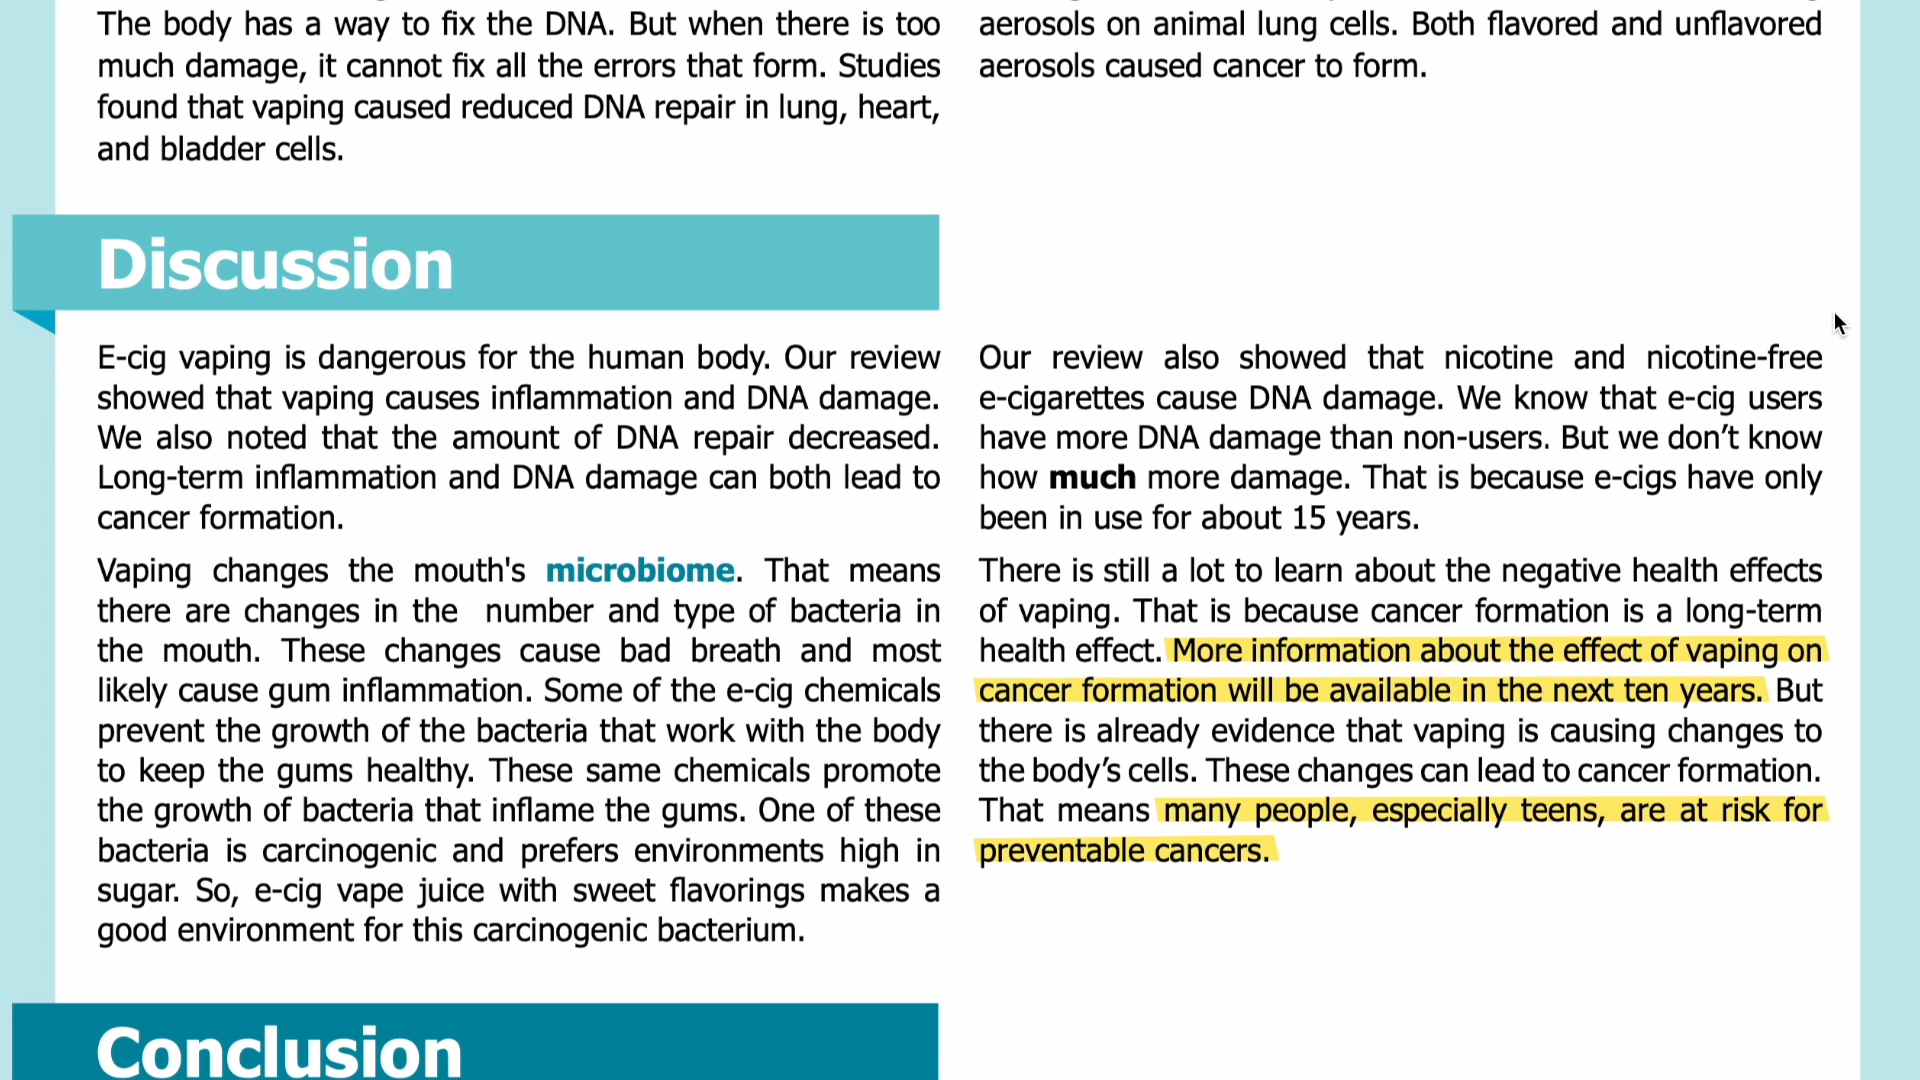 The body has a way to fix the DNA. But when there is too
much damage, it cannot fix all the errors that form. Studies
found that vaping caused reduced DNA repair in lung, heart,
and bladder cells.
aerosols on animal lung cells. Both flavored and unflavored
aerosols caused cancer to form.
Discussion
E-cig vaping is dangerous for the human body. Our review
showed that vaping causes inflammation and DNA damage.
We also noted that the amount of DNA repair decreased.
Long-term inflammation and DNA damage can both lead to
cancer formation.
Vaping changes the mouth's microbiome. That means
there are changes in the number and type of bacteria in
the mouth. These changes cause bad breath and most
likely cause gum inflammation. Some of the e-cig chemicals
prevent the growth of the bacteria that work with the body
to keep the gums healthy. These same chemicals promote
the growth of bacteria that inflame the gums. One of these
bacteria is carcinogenic and prefers environments high in
sugar. So, e-cig vape juice with sweet flavorings makes a
good environment for this carcinogenic bacterium.
Our review also showed that nicotine and nicotine-free
e-cigarettes cause DNA damage. We know that e-cig users
have more DNA damage than non-users. But we don’t know
how much more damage. That is because e-cigs have only
been in use for about 15 years.
There is still a lot to learn about the negative health effects
of vaping. That is because cancer formation is a long-term
health effect. More information about the effect of vaping on
cancer formation will be available in the next ten years. But
there is already evidence that vaping is causing changes to
the body’s cells. These changes can lead to cancer formation.
That means many people, especially teens, are at risk for
preventable cancers.
Conclusion